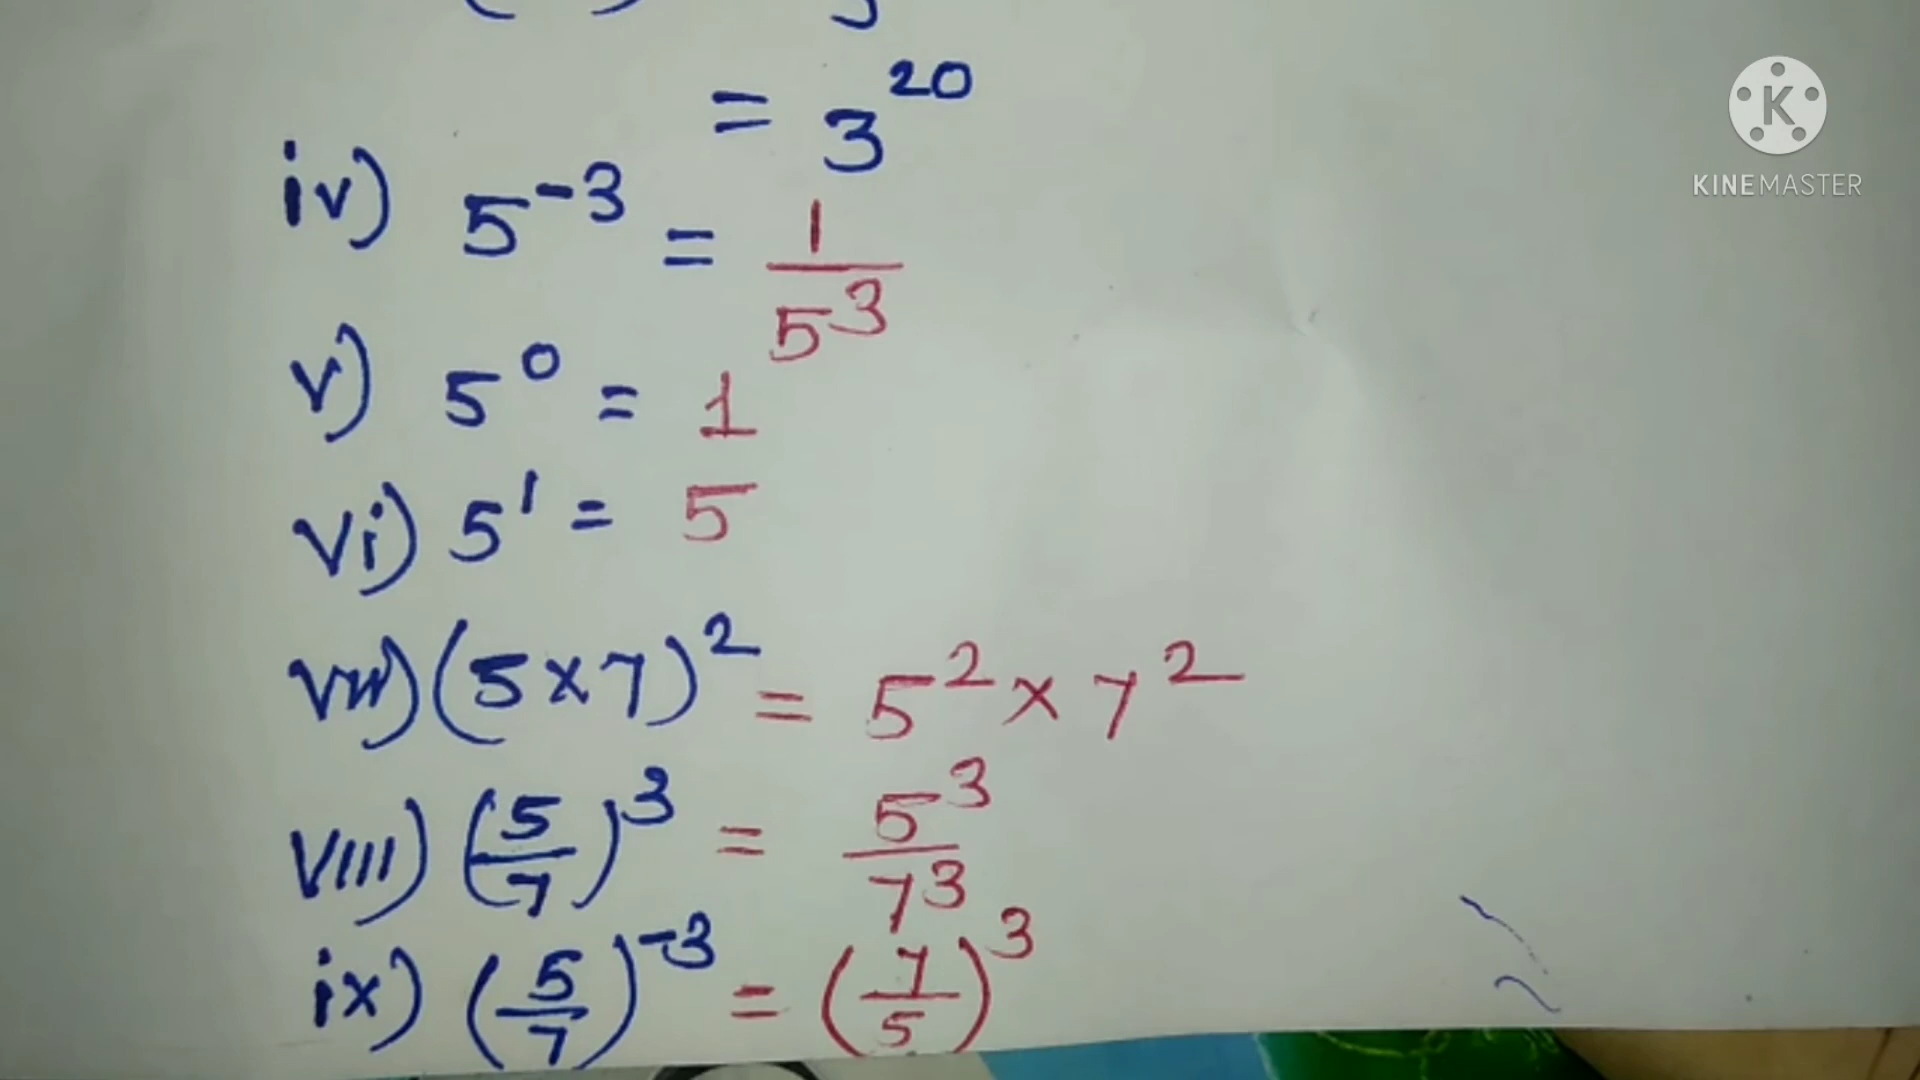 = 3^20
iv) 5^-3 = 1/5^3
v) 5^0 = 1
vi) 5^1 = 5
vii) (5×7)^2 = 5^2 × 7^2
viii) (5/7)^3 = 5^3/7^3
ix) (5/7)^-3 = (7/5)^3
K
KINEMASTER